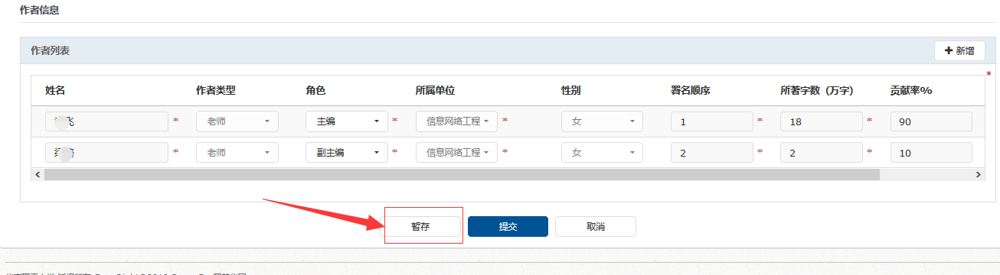 作者信息
作者列表
新增
姓名 作者类型 角色 所属单位 性别 署名顺序 所著字数（万字） 贡献率%
*
飞 * 老师 主编 * 信息网络工程 * 女 1 * 18 * 90
老师 副主编 * 信息网络工程 * 女 2 * 2 * 10
暂存 提交 取消